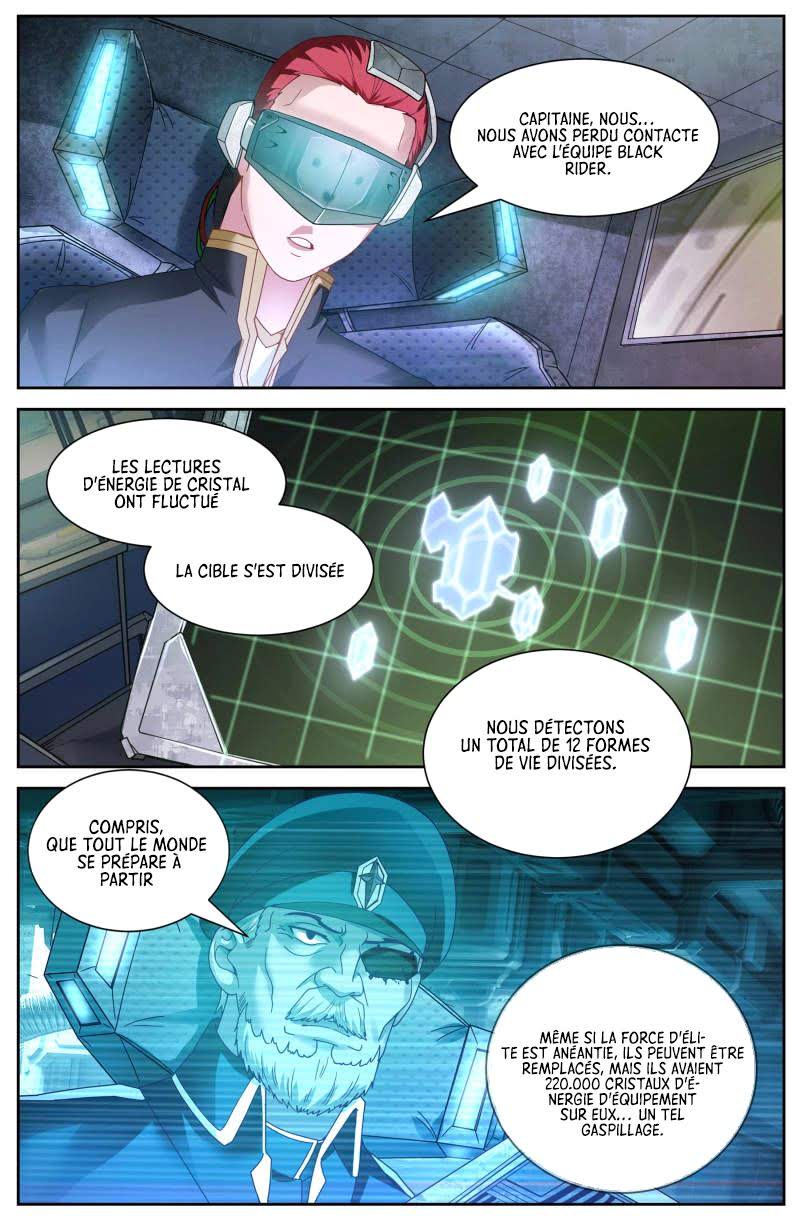 CAPITAINE, NOUS...
NOUS AVONS PERDU CONTACTE
AVEC L'ÉQUIPE BLACK
RIDER.
LES LECTURES
D'ÉNERGIE DE CRISTAL
ONT FLUCTUÉ
LA CIBLE S'EST DIVISÉE
NOUS DÉTECTONS
UN TOTAL DE 12 FORMES
DE VIE DIVISÉES.
COMPRIS,
QUE TOUT LE MONDE
SE PRÉPARE À
PARTIR
MÊME SI LA FORCE D'ÉLI-
TE EST ANÉANTIE, ILS PEUVENT ÊTRE
REMPLACÉS, MAIS ILS AVAIENT
220.000 CRISTAUX D'É-
NERGIE D'ÉQUIPEMENT
SUR EUX... UN TEL
GASPILLAGE.